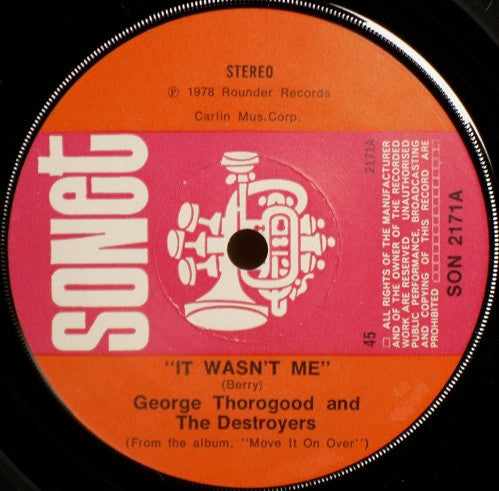 STEREO
℗ 1978 Rounder Records
Carlin Mus.Corp.
sonet
2171A
45
ALL RIGHTS OF THE MANUFACTURER
AND OF THE OWNER OF THE RECORDED
WORK ARE RESERVED UNAUTHORISED
PUBLIC PERFORMANCE, BROADCASTING
AND COPYING OF THIS RECORD ARE
PROHIBITED
SON 2171A
"IT WASN'T ME"
(Berry)
George Thorogood and
The Destroyers
(From the album, "Move It On Over")